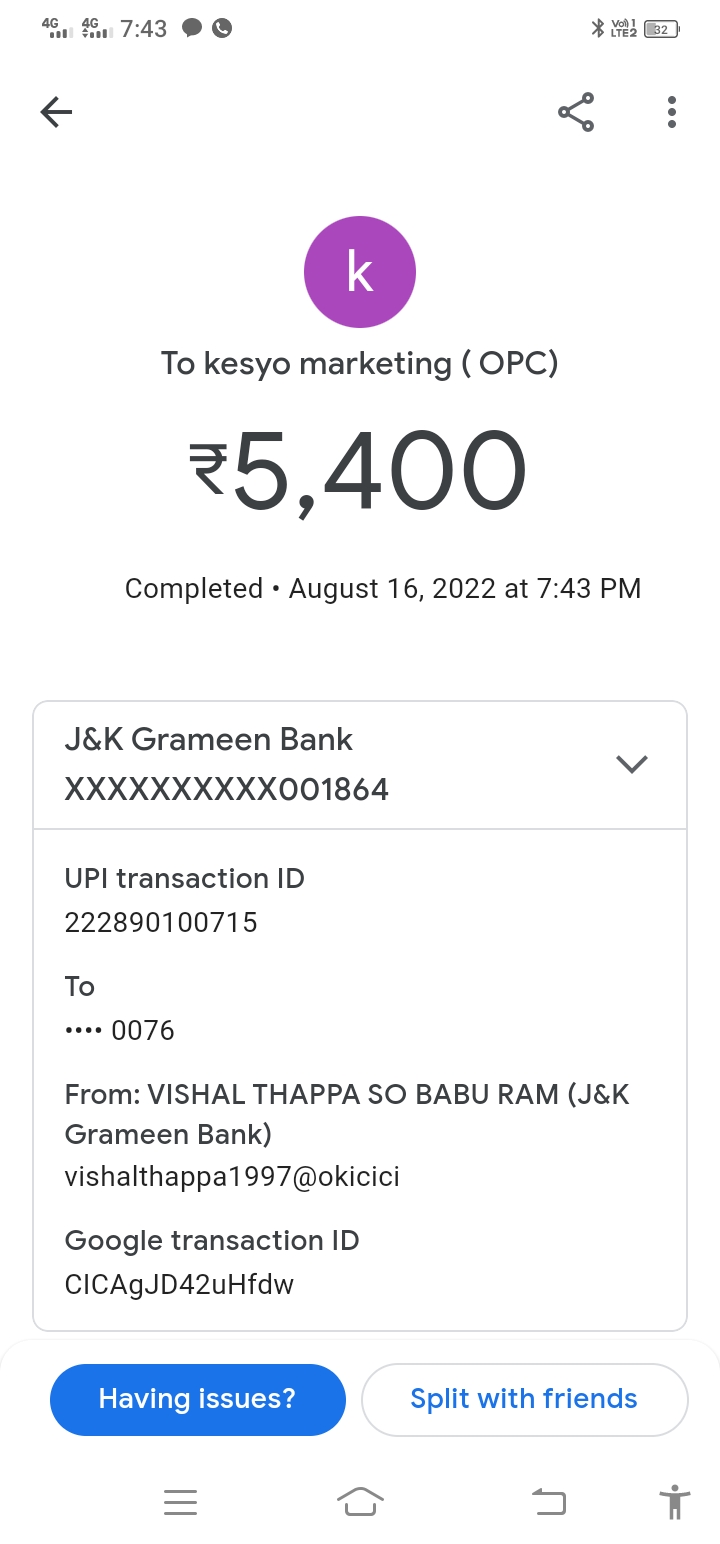 4G 4G 7:43 Vo)) 1 LTE2 32
k
To kesyo marketing ( OPC)
₹5,400
Completed • August 16, 2022 at 7:43 PM
J&K Grameen Bank
XXXXXXXXXX001864
UPI transaction ID
222890100715
To
•••• 0076
From: VISHAL THAPPA SO BABU RAM (J&K
Grameen Bank)
vishalthappa1997@okicici
Google transaction ID
CICAgJD42uHfdw
Having issues? Split with friends